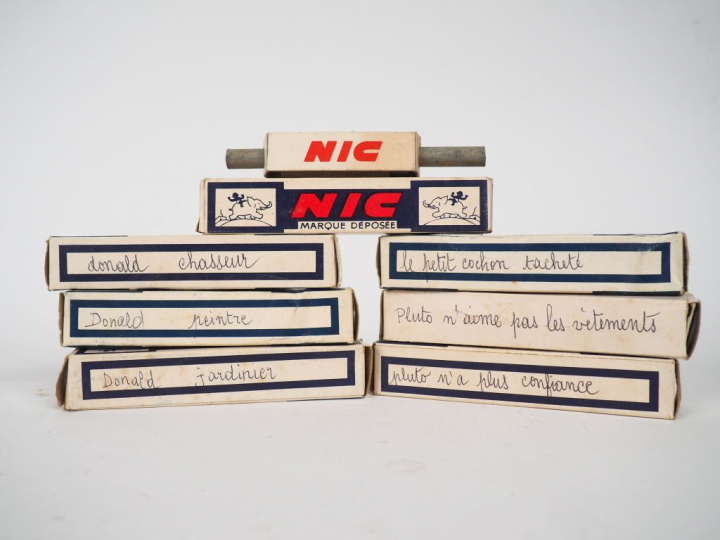 NIC
NIC
MARQUE DÉPOSÉE
donald chasseur
le petit cochon tacheté
Donald peintre
Pluto n'aime pas les vêtements
Donald jardinier
pluto n'a plus confiance